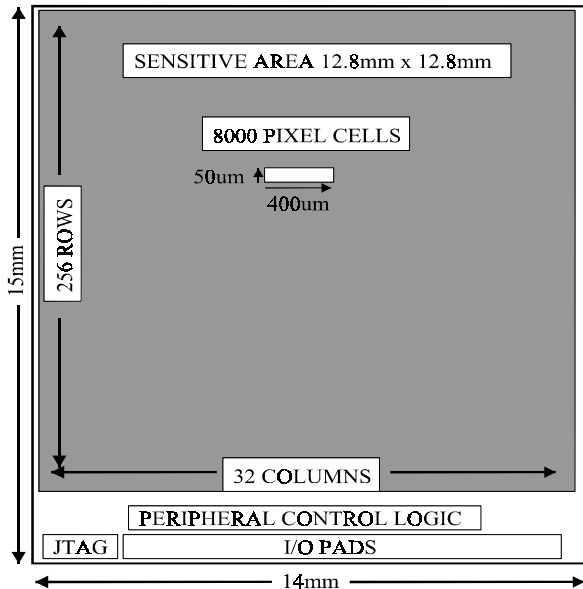 SENSITIVE AREA 12.8mm x 12.8mm
8000 PIXEL CELLS
50um
400um
256 ROWS
15mm
32 COLUMNS
PERIPHERAL CONTROL LOGIC
JTAG
I/O PADS
14mm